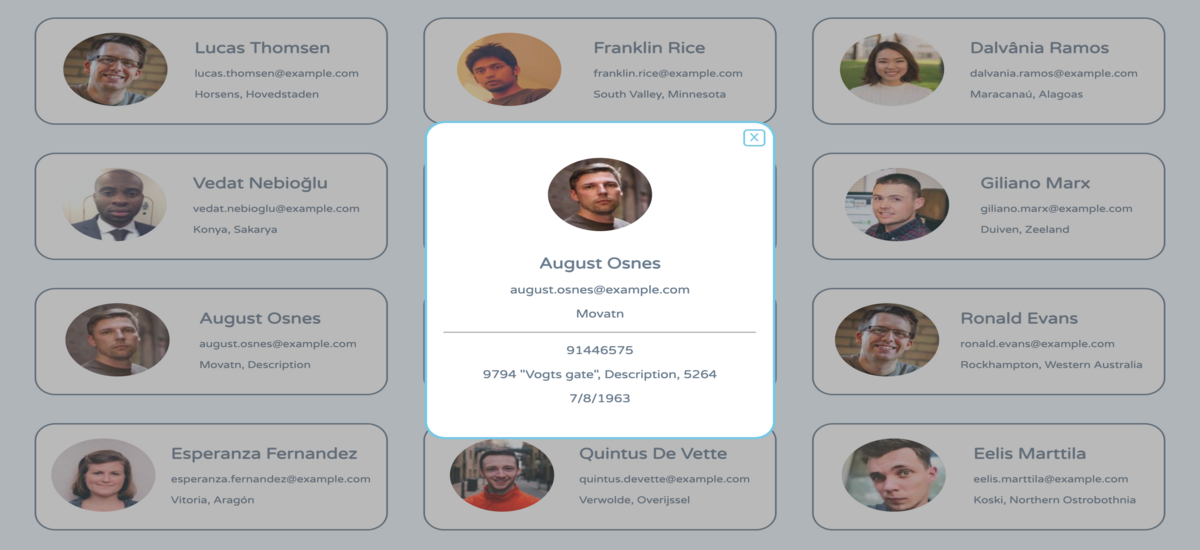 Lucas Thomsen
lucas.thomsen@example.com
Horsens, Hovedstaden
Franklin Rice
franklin.rice@example.com
South Valley, Minnesota
Dalvânia Ramos
dalvania.ramos@example.com
Maracanaú, Alagoas
Vedat Nebioğlu
vedat.nebioglu@example.com
Konya, Sakarya
Giliano Marx
giliano.marx@example.com
Duiven, Zeeland
August Osnes
august.osnes@example.com
Movatn, Description
Ronald Evans
ronald.evans@example.com
Rockhampton, Western Australia
Esperanza Fernandez
esperanza.fernandez@example.com
Vitoria, Aragón
Quintus De Vette
quintus.devette@example.com
Verwolde, Overijssel
Eelis Marttila
eelis.marttila@example.com
Koski, Northern Ostrobothnia
X
August Osnes
august.osnes@example.com
Movatn
91446575
9794 "Vogts gate", Description, 5264
7/8/1963